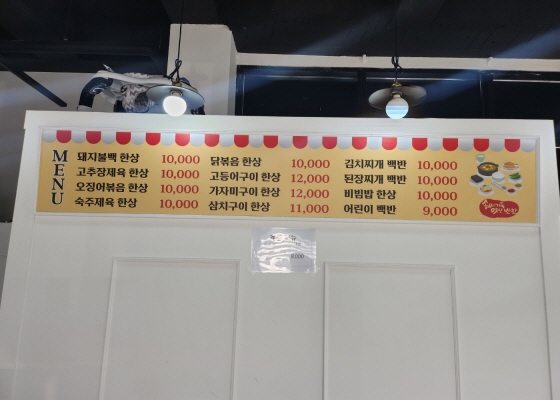 MENU
돼지불백 한상 10,000
고추장제육 한상 10,000
오징어볶음 한상 10,000
숙주제육 한상 10,000
닭볶음 한상 10,000
고등어구이 한상 12,000
가자미구이 한상 12,000
삼치구이 한상 11,000
김치찌개 백반 10,000
된장찌개 백반 10,000
비빔밥 한상 10,000
어린이 백반 9,000